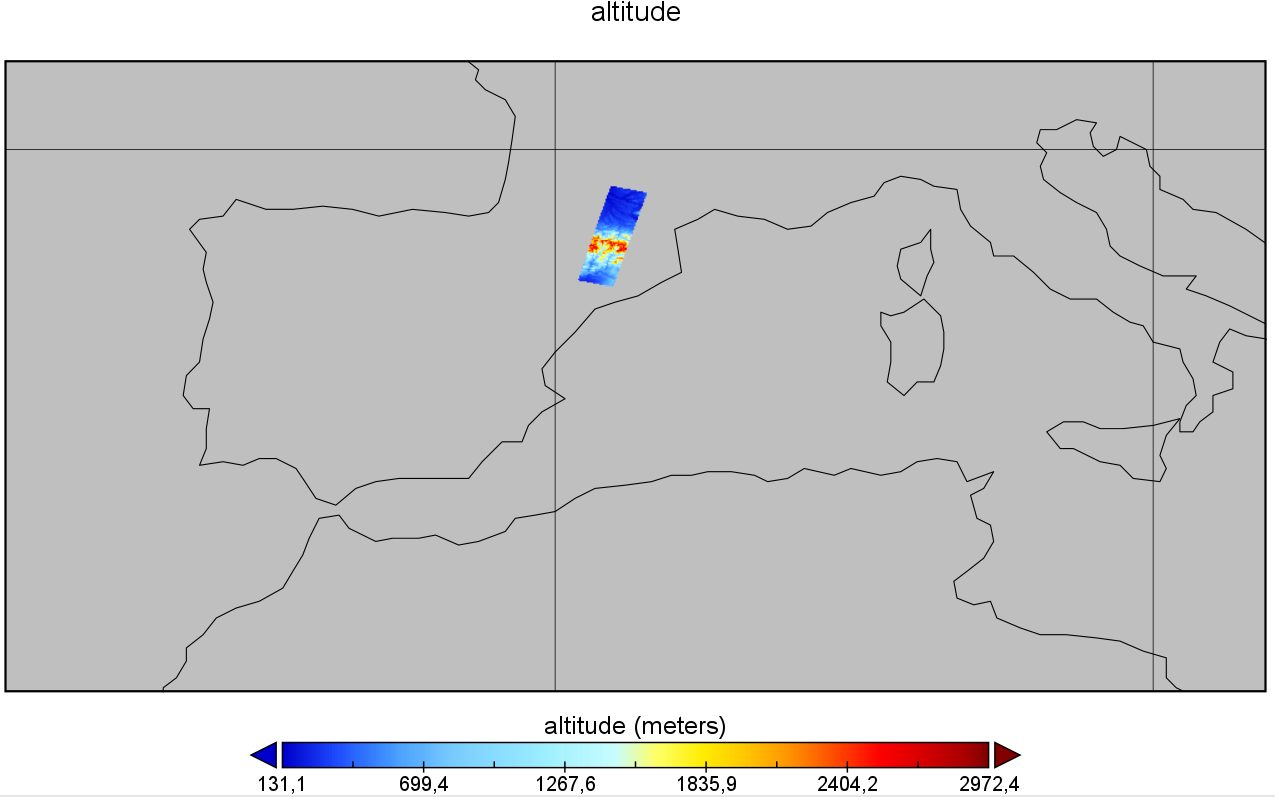 altitude
altitude (meters)
131,1 699,4 1267,6 1835,9 2404,2 2972,4